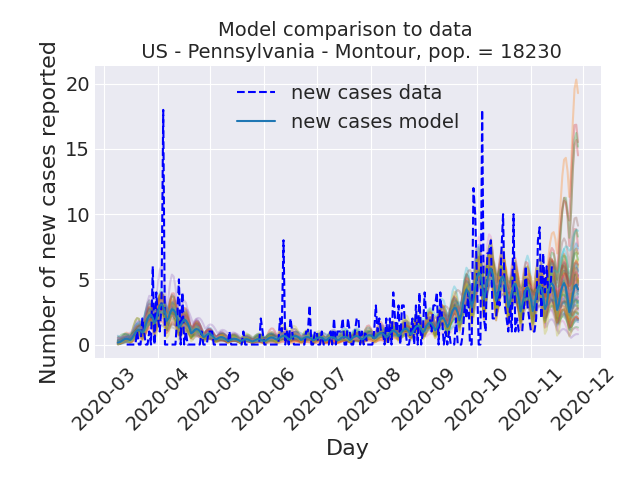 Model comparison to data
US - Pennsylvania - Montour, pop. = 18230
new cases data
new cases model
Number of new cases reported
20
15
10
5
0
2020-03
2020-04
2020-05
2020-06
2020-07
2020-08
2020-09
2020-10
2020-11
2020-12
Day